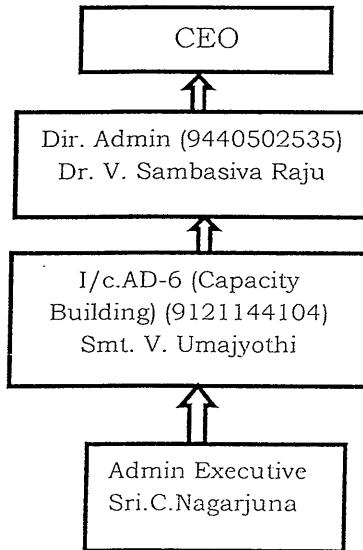 CEO
Dir. Admin (9440502535)
Dr. V. Sambasiva Raju
I/c.AD-6 (Capacity
Building) (9121144104)
Smt. V. Umajyothi
Admin Executive
Sri.C.Nagarjuna